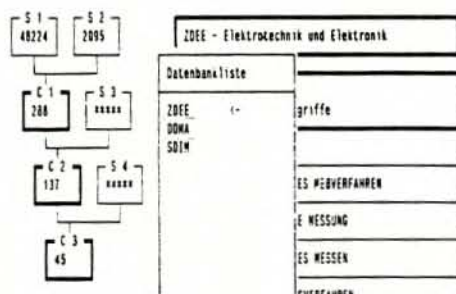 S 1
48224
S 2
2095
C 1
288
S 3
*****
C 2
137
S 4
*****
C 3
45
ZDEE - Elektrotechnik und Elektronik
Datenbankliste
ZDEE_ <-
DOMA
SDIM
griffe
ES MEßVERFAHREN
E MESSUNG
ES MESSEN